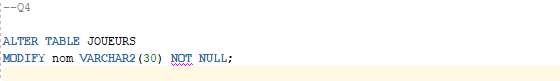 --Q4
ALTER TABLE JOUEURS
MODIFY nom VARCHAR2(30) NOT NULL;